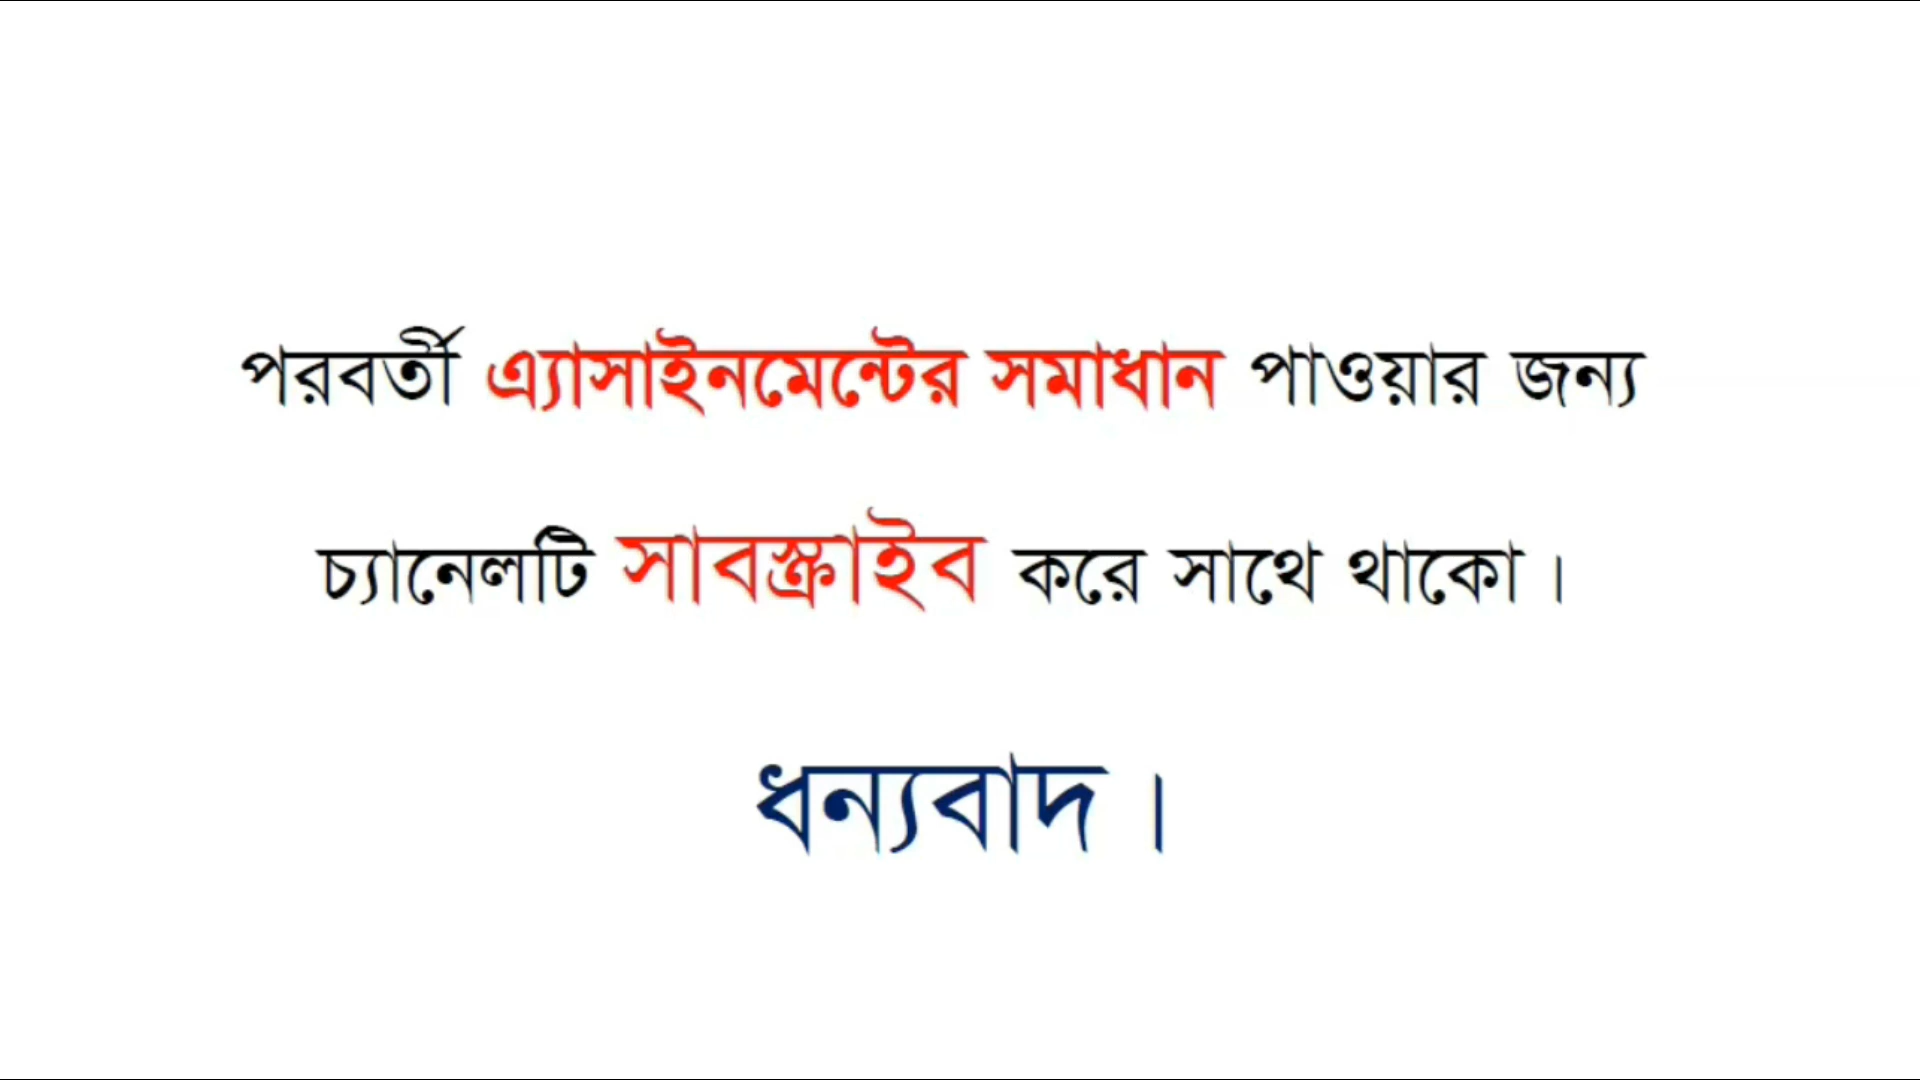 পরবর্তী এ্যাসাইনমেন্টের সমাধান পাওয়ার জন্য
চ্যানেলটি সাবস্ক্রাইব করে সাথে থাকো।
ধন্যবাদ।